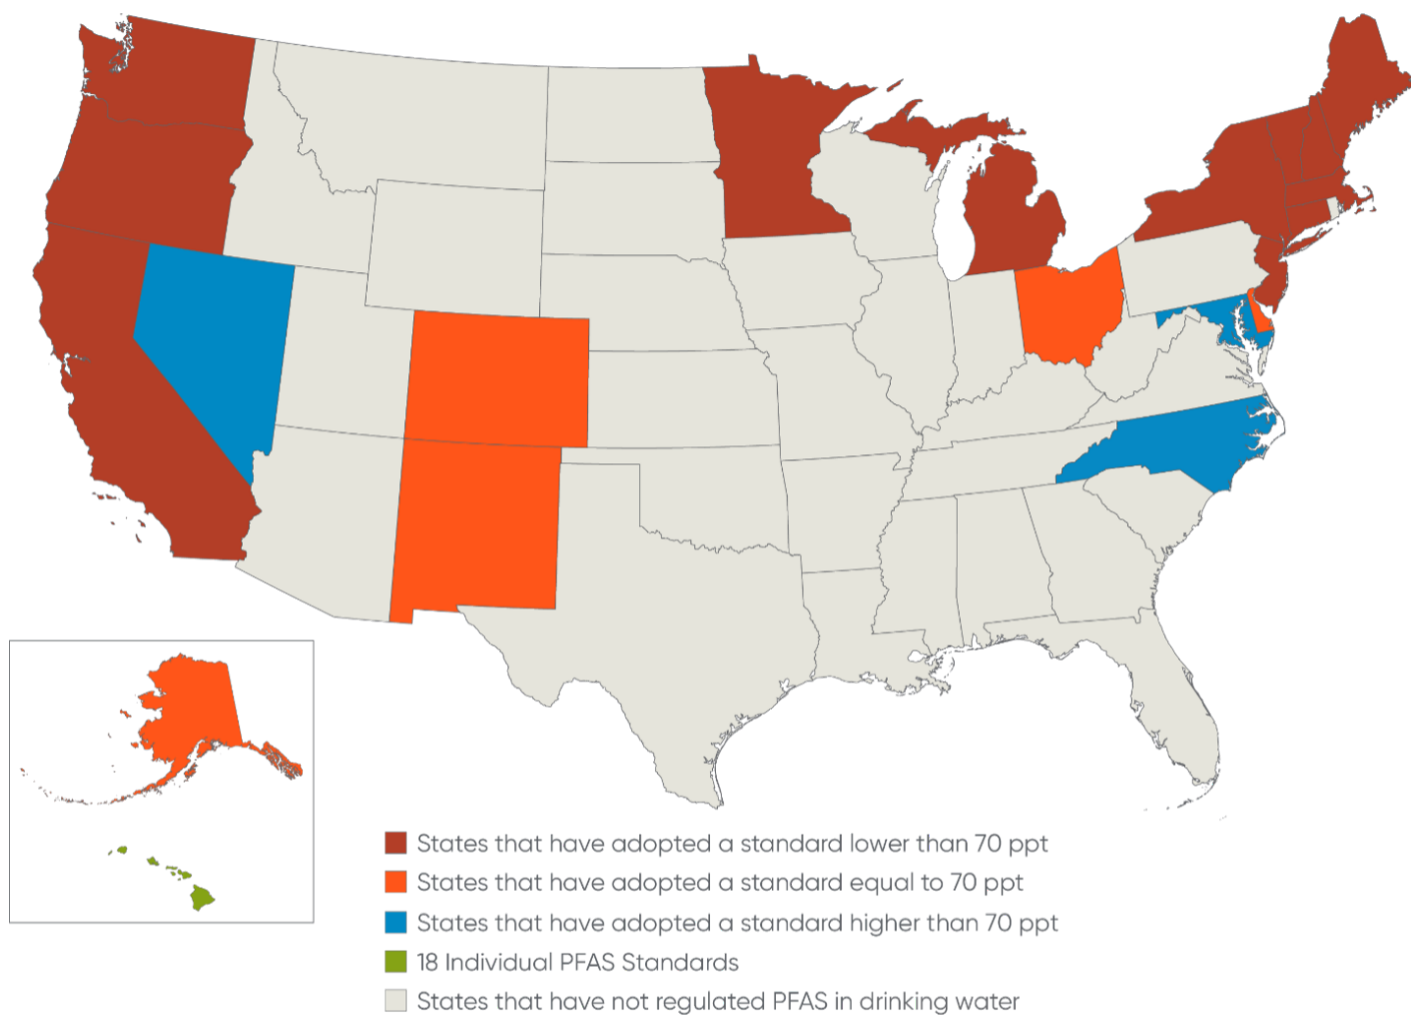 States that have adopted a standard lower than 70 ppt
States that have adopted a standard equal to 70 ppt
States that have adopted a standard higher than 70 ppt
18 Individual PFAS Standards
States that have not regulated PFAS in drinking water